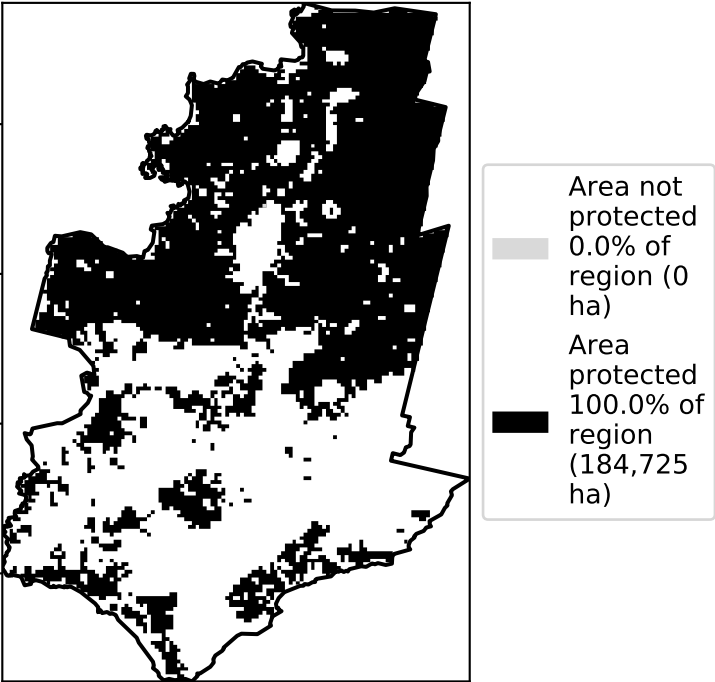 Area not
protected
0.0% of
region (0
ha)
Area
protected
100.0% of
region
(184,725
ha)